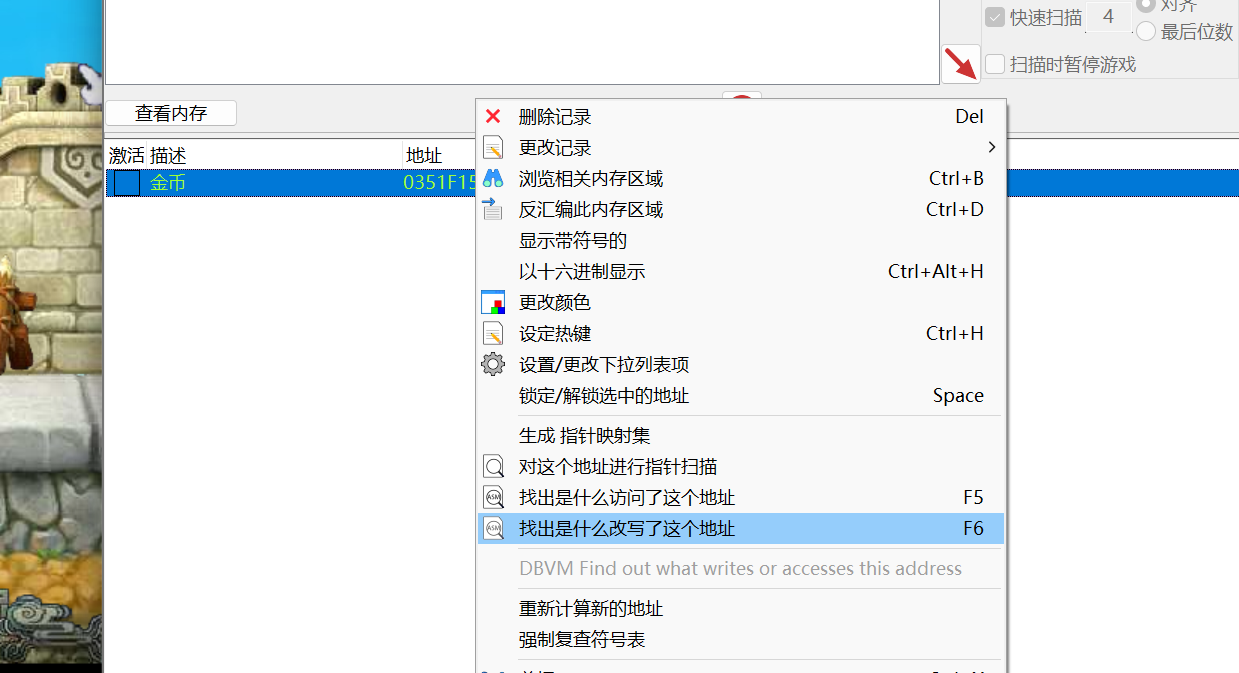 对齐
快速扫描 4
最后位数
扫描时暂停游戏
查看内存
激活 描述 地址
金币 0351F15
删除记录 Del
更改记录
浏览相关内存区域 Ctrl+B
反汇编此内存区域 Ctrl+D
显示带符号的
以十六进制显示 Ctrl+Alt+H
更改颜色
设定热键 Ctrl+H
设置/更改下拉列表项
锁定/解锁选中的地址 Space
生成 指针映射集
对这个地址进行指针扫描
找出是什么访问了这个地址 F5
找出是什么改写了这个地址 F6
DBVM Find out what writes or accesses this address
重新计算新的地址
强制复查符号表